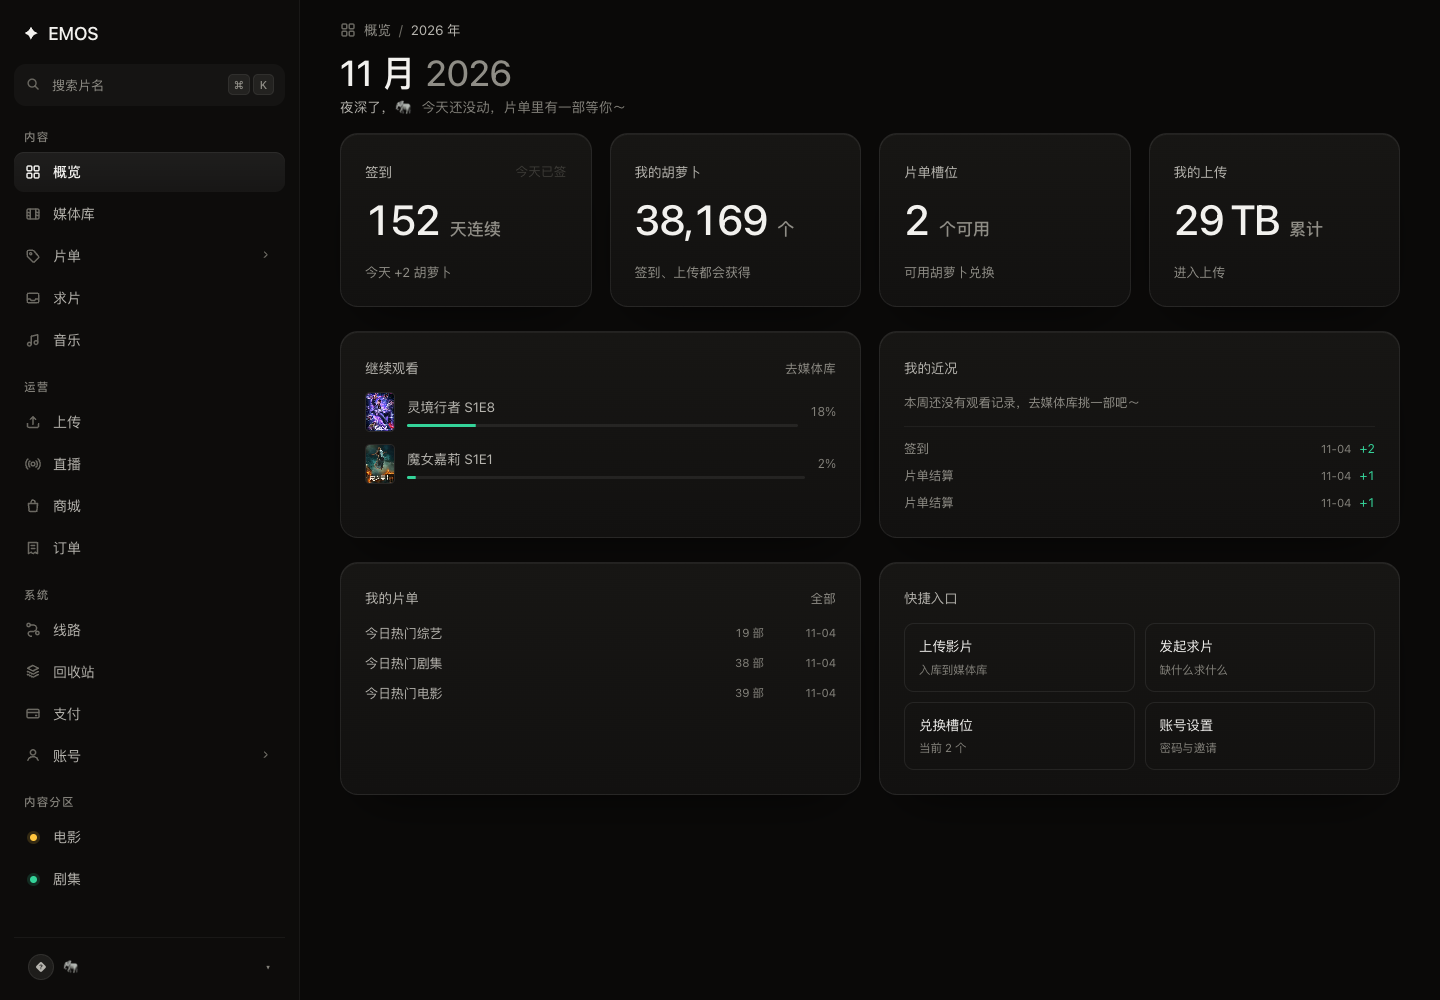 EMOS
搜索片名 ⌘ K
内容
概览
媒体库
片单
求片
音乐
运营
上传
直播
商城
订单
系统
线路
回收站
支付
账号
内容分区
电影
剧集
概览 / 2026 年
11 月 2026
夜深了， 今天还没动，片单里有一部等你～
签到 今天已签
152 天连续
今天 +2 胡萝卜
我的胡萝卜
38,169 个
签到、上传都会获得
片单槽位
2 个可用
可用胡萝卜兑换
我的上传
29 TB 累计
进入上传
继续观看 去媒体库
灵境行者 S1E8 18%
魔女嘉莉 S1E1 2%
我的近况
本周还没有观看记录，去媒体库挑一部吧～
签到 11-04 +2
片单结算 11-04 +1
片单结算 11-04 +1
我的片单 全部
今日热门综艺 19 部 11-04
今日热门剧集 38 部 11-04
今日热门电影 39 部 11-04
快捷入口
上传影片
入库到媒体库
发起求片
缺什么求什么
兑换槽位
当前 2 个
账号设置
密码与邀请